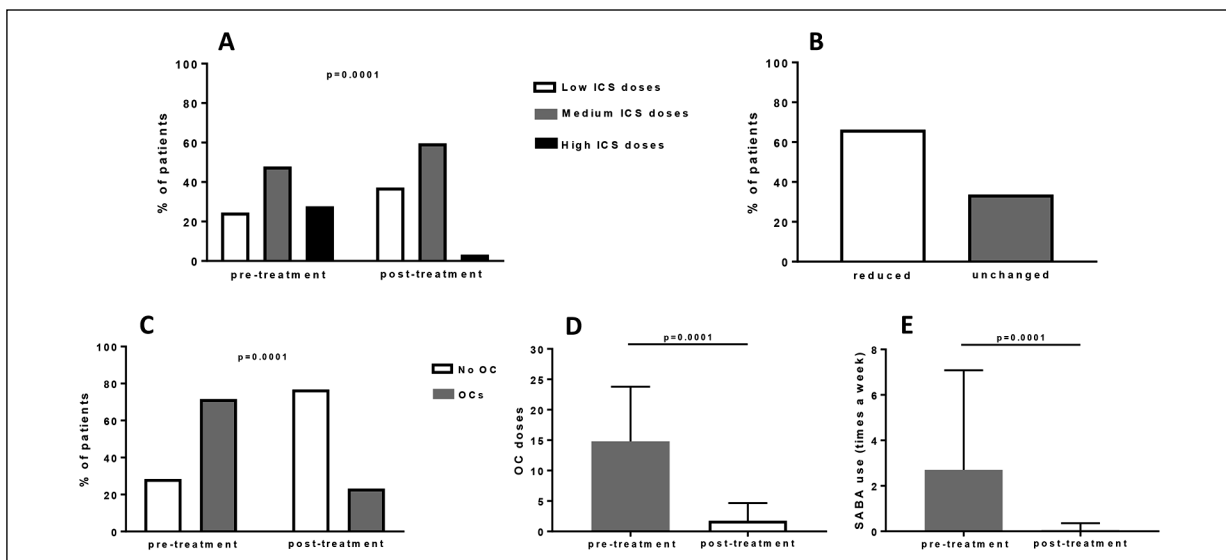 A
% of patients
100
80
60
40
20
0
p=0.0001
pre-treatment
post-treatment
Low ICS doses
Medium ICS doses
High ICS doses
B
% of patients
100
80
60
40
20
0
reduced
unchanged
C
% of patients
100
80
60
40
20
0
p=0.0001
pre-treatment
post-treatment
No OC
OCs
D
p=0.0001
OC doses
30
25
20
15
10
5
0
pre-treatment
post-treatment
E
p=0.0001
SABA use (times a week)
8
6
4
2
0
pre-treatment
post-treatment